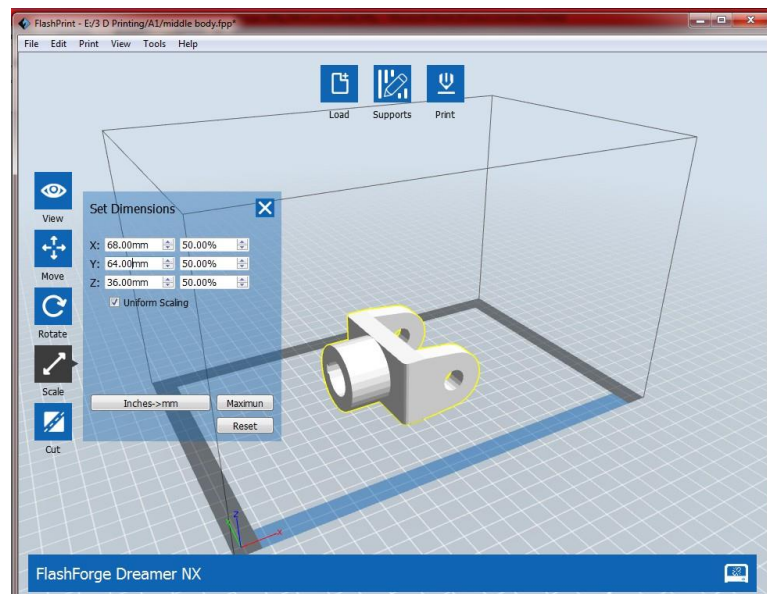 FlashPrint - E:/3 D Printing/A1/middle body.fpp*
File Edit Print View Tools Help
Load Supports Print
View
Move
Rotate
Scale
Cut
Set Dimensions
X: 68.00mm 50.00%
Y: 64.00mm 50.00%
Z: 36.00mm 50.00%
Uniform Scaling
Inches->mm Maximun
Reset
z
x
FlashForge Dreamer NX